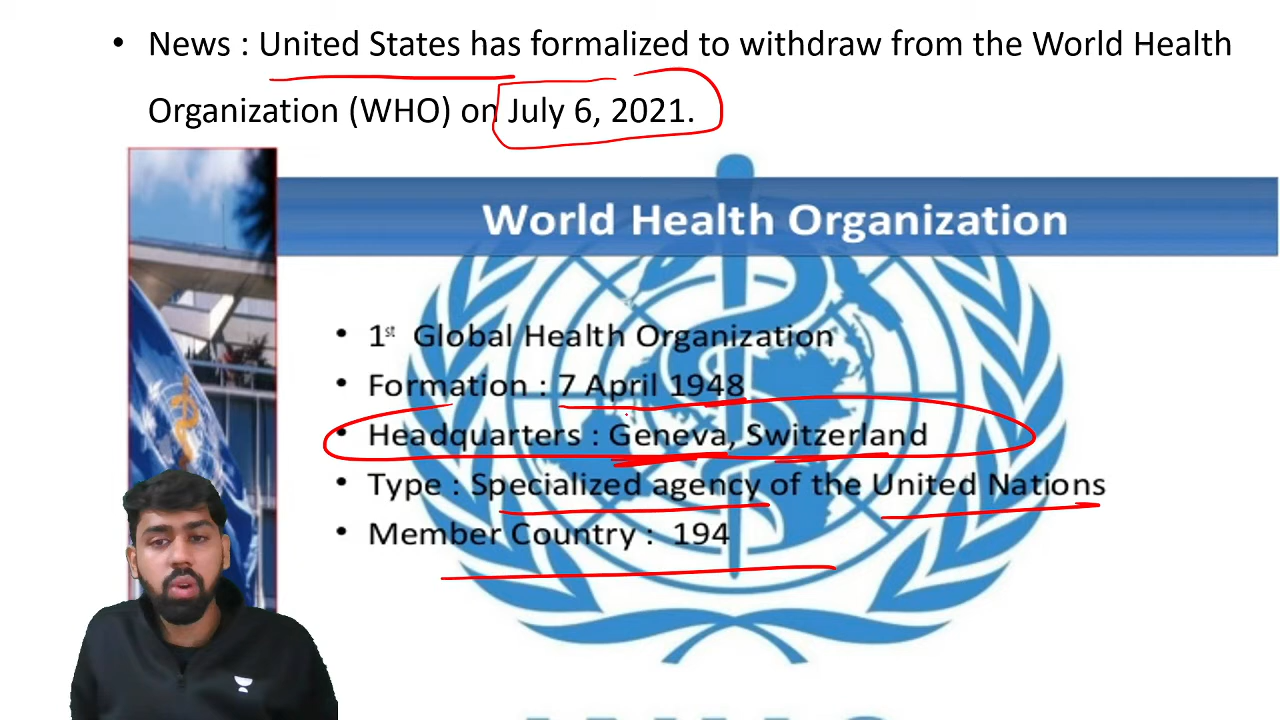 • News : United States has formalized to withdraw from the World Health
Organization (WHO) on July 6, 2021.
World Health Organization
• 1st Global Health Organization
• Formation : 7 April 1948
• Headquarters : Geneva, Switzerland
• Type : Specialized agency of the United Nations
• Member Country : 194